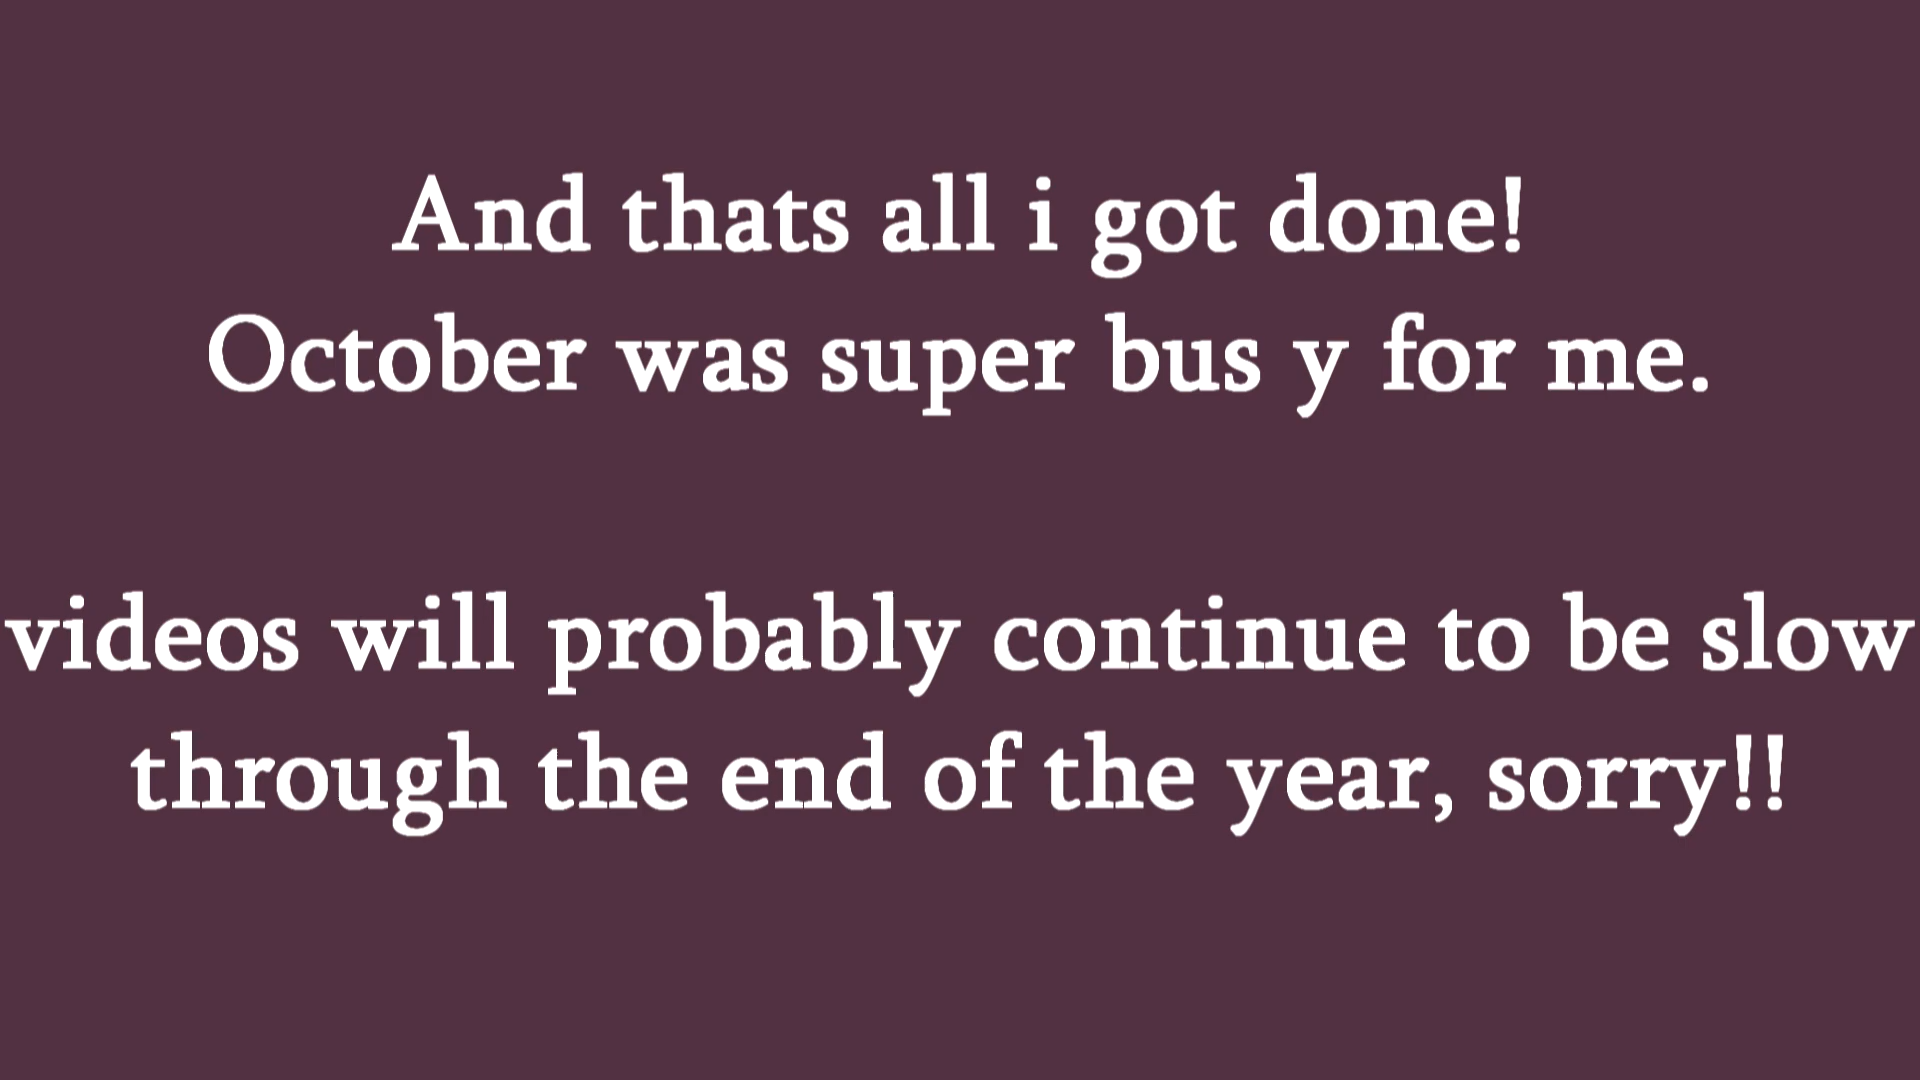 And thats all i got done!
October was super bus y for me.
videos will probably continue to be slow
through the end of the year, sorry!!